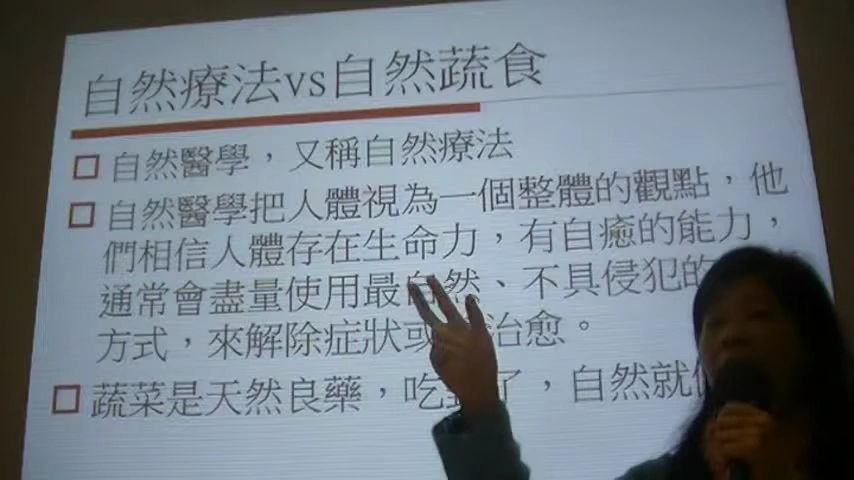 自然療法vs自然蔬食
自然醫學，又稱自然療法
自然醫學把人體視為一個整體的觀點，他
們相信人體存在生命力，有自癒的能力，
通常會盡量使用最自然、不具侵犯的
方式，來解除症狀或 治愈。
蔬菜是天然良藥，吃 了，自然就